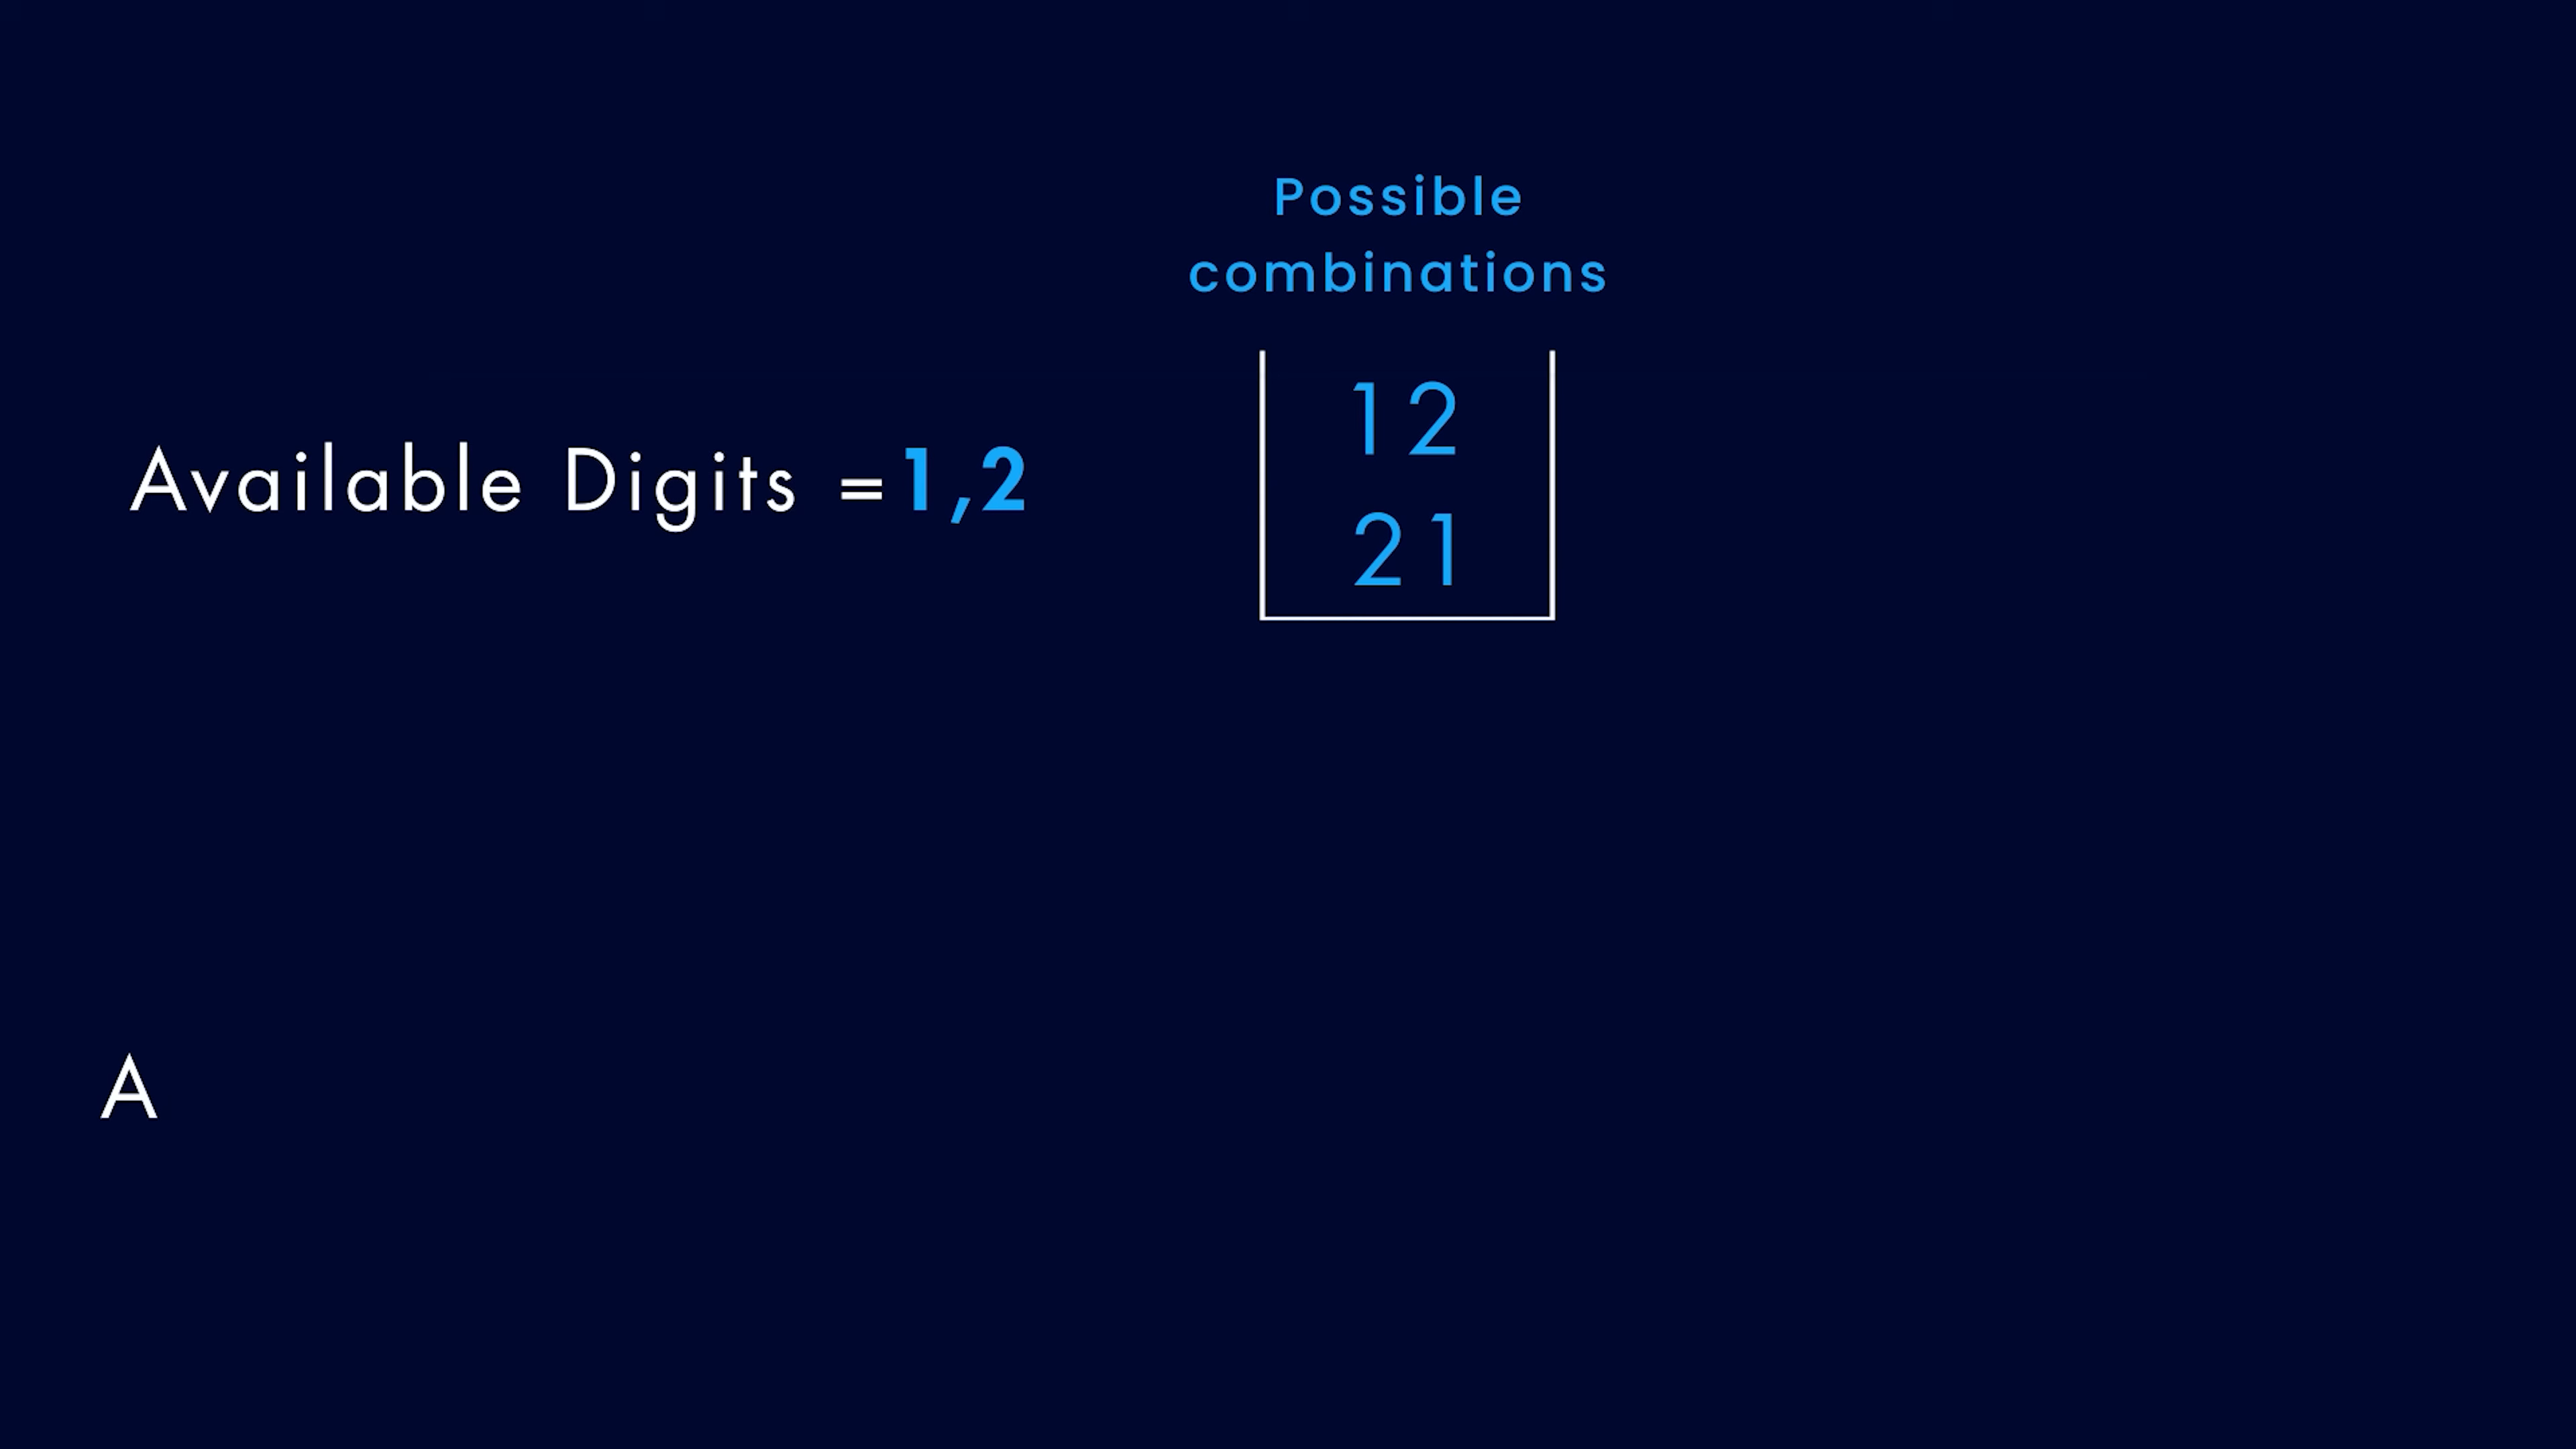 Possible
combinations
12
Available Digits = 1,2
21
A